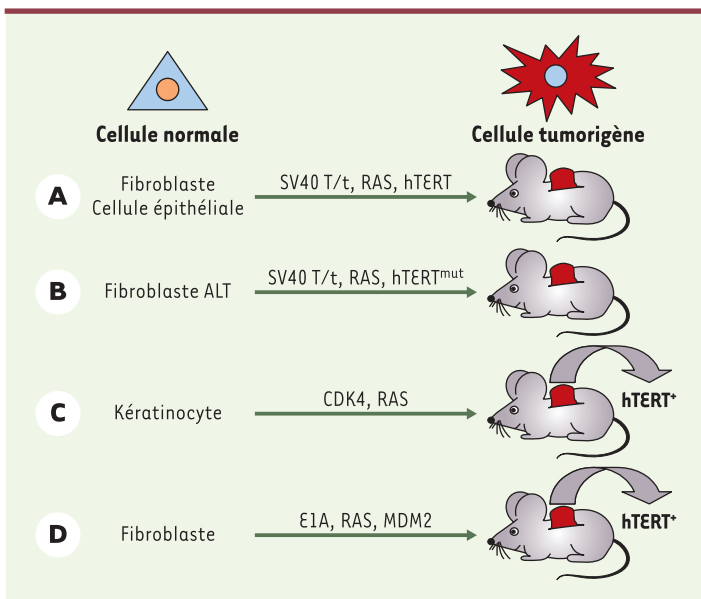 Cellule normale
Cellule tumorigène
A
Fibroblaste
Cellule épithéliale
SV40 T/t, RAS, hTERT
B
Fibroblaste ALT
SV40 T/t, RAS, hTERTmut
C
Kératinocyte
CDK4, RAS
hTERT+
D
Fibroblaste
E1A, RAS, MDM2
hTERT+